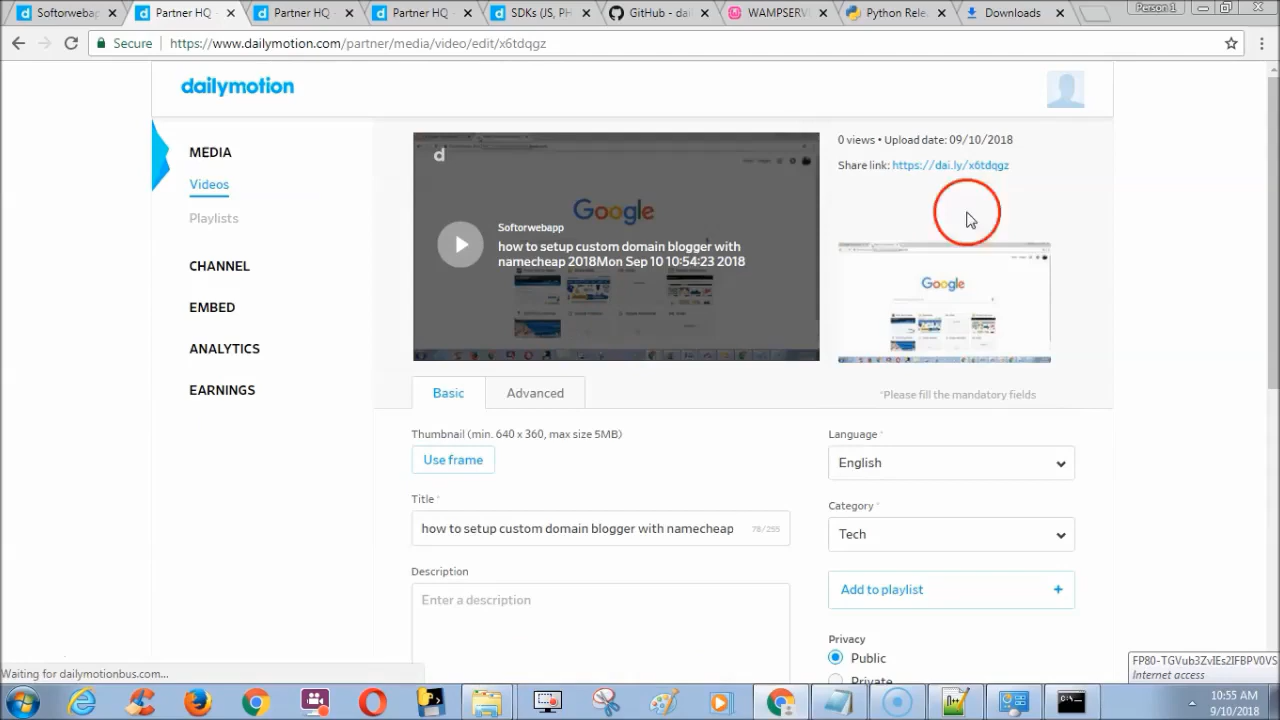 Softorwebap
Partner HQ -
Partner HQ -
Partner HQ -
SDKs (JS, PH
GitHub - dai
WAMPSERV
Python Rele
Downloads
Person 1
Secure
https://www.dailymotion.com/partner/media/video/edit/x6tdqgz
dailymotion
MEDIA
Videos
Playlists
CHANNEL
EMBED
ANALYTICS
EARNINGS
d
Google
Softorwebapp
how to setup custom domain blogger with
namecheap 2018Mon Sep 10 10:54:23 2018
0 views • Upload date: 09/10/2018
Share link: https://dai.ly/x6tdqgz
Google
Basic
Advanced
*Please fill the mandatory fields
Thumbnail (min. 640 x 360, max size 5MB)
Use frame
Title *
how to setup custom domain blogger with namecheap
78/255
Description
Enter a description
Language *
English
Category *
Tech
Add to playlist +
Privacy
Public
Private
Waiting for dailymotionbus.com...
FP80-TGVub3ZvIEs2IFBPV0VS
Internet access
10:55 AM
9/10/2018